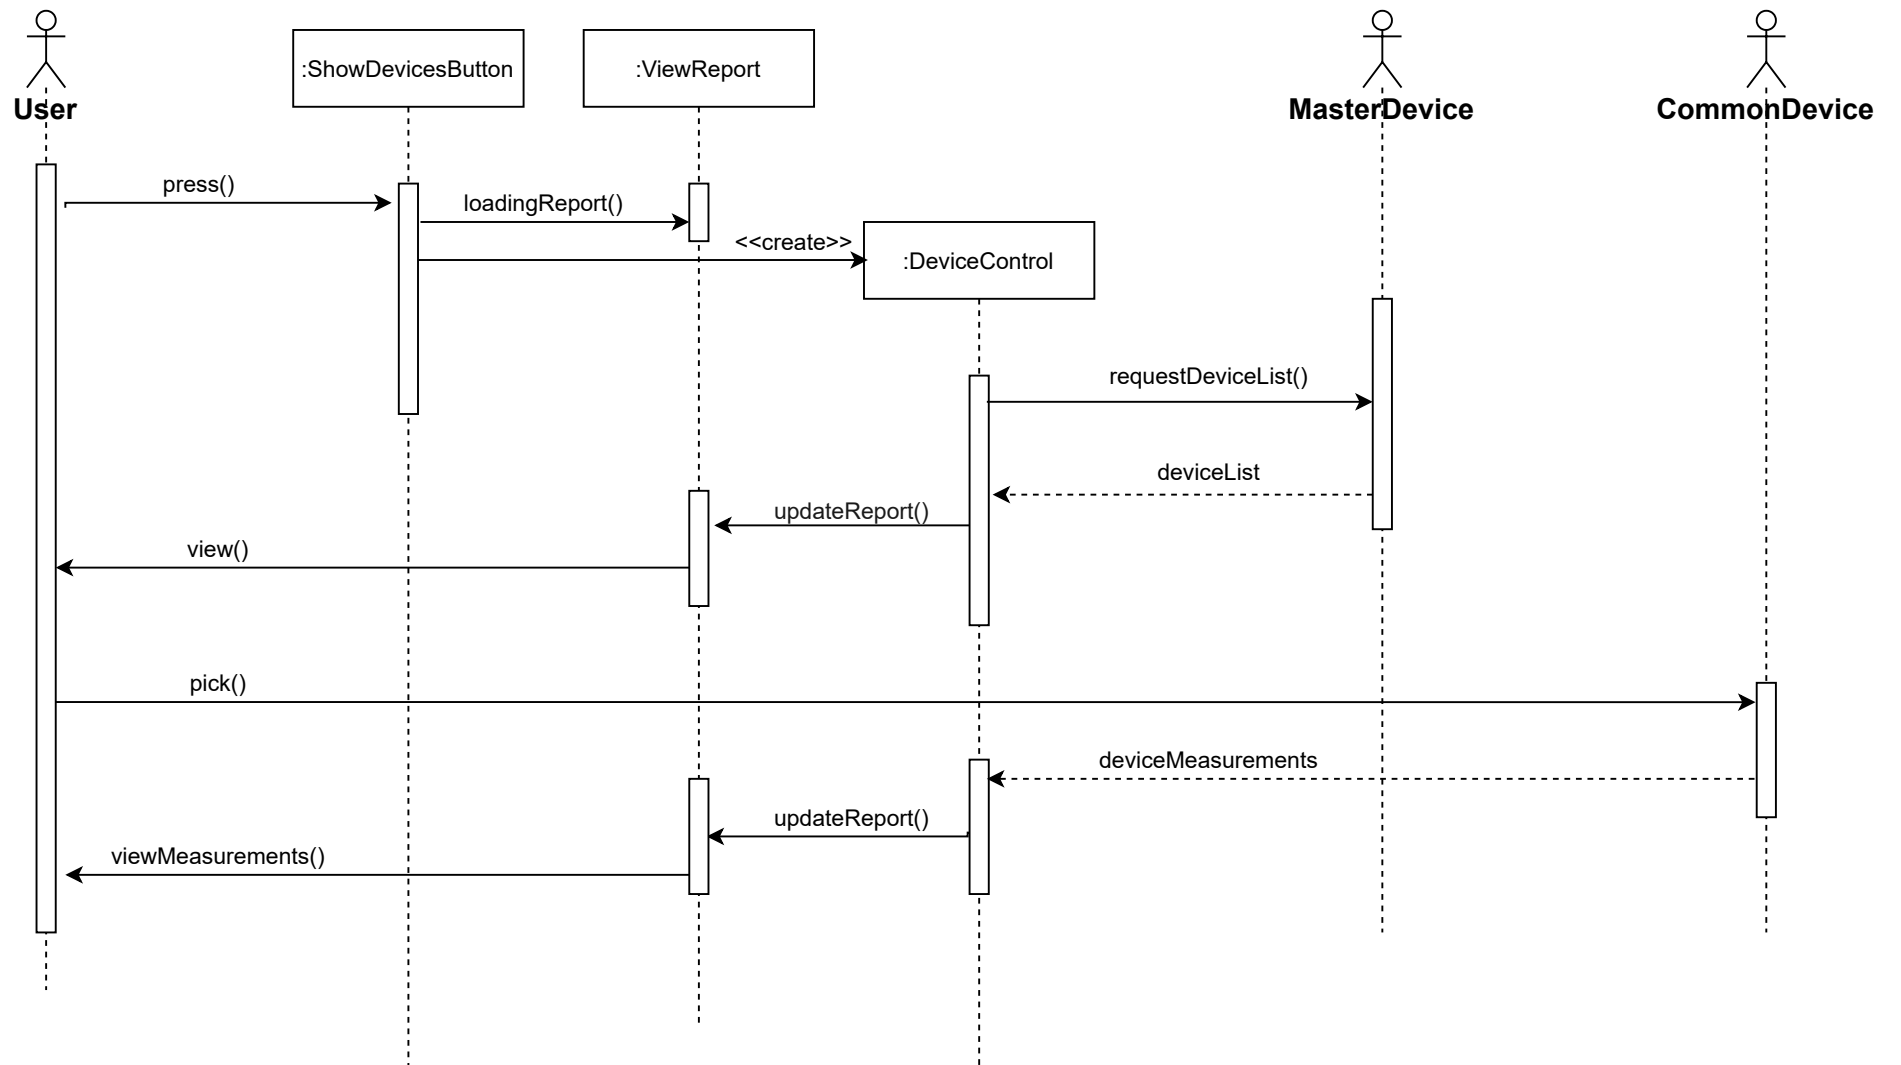 :ShowDevicesButton
:ViewReport
User
MasterDevice
CommonDevice
press()
loadingReport()
<<create>>
:DeviceControl
requestDeviceList()
deviceList
updateReport()
view()
pick()
deviceMeasurements
updateReport()
viewMeasurements()